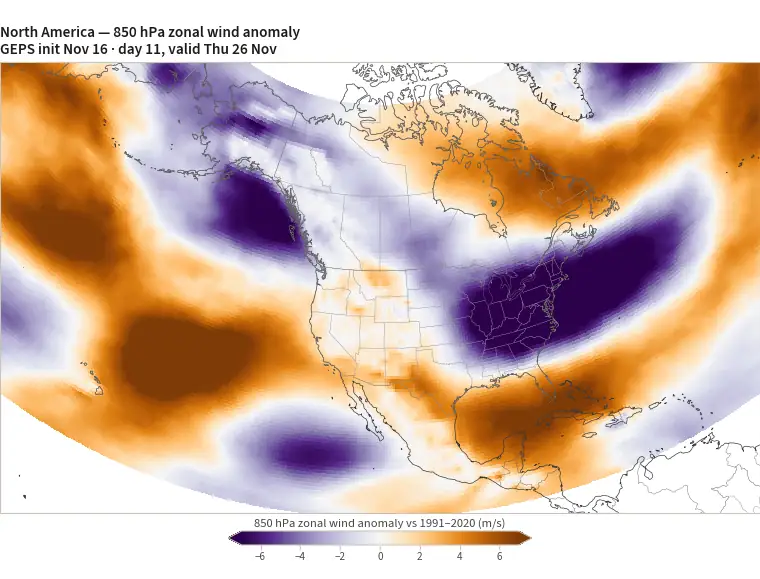 North America — 850 hPa zonal wind anomaly
GEPS init Nov 16 · day 11, valid Thu 26 Nov
850 hPa zonal wind anomaly vs 1991–2020 (m/s)
−6 −4 −2 0 2 4 6